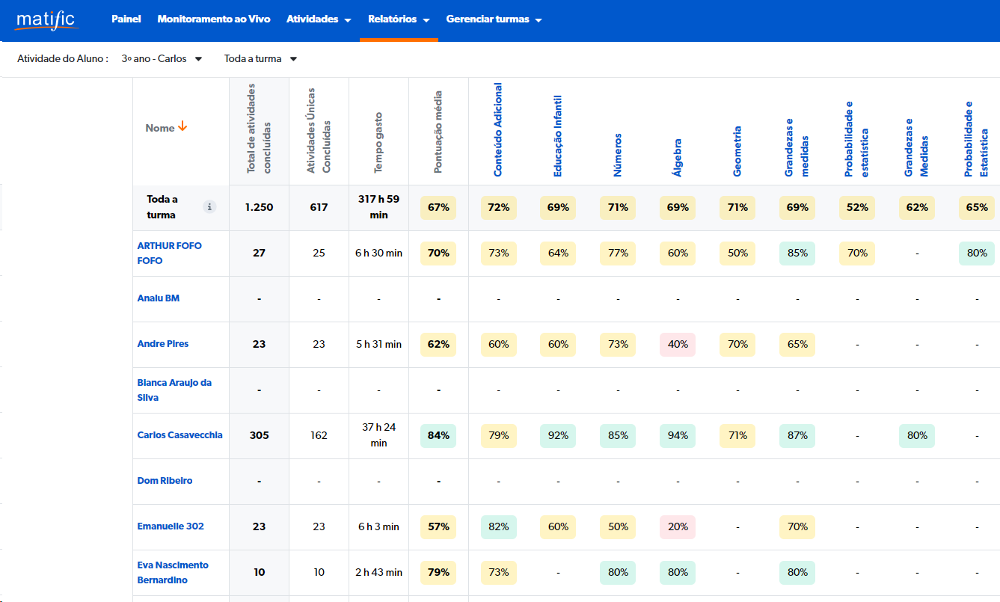 matific
Painel Monitoramento ao Vivo Atividades Relatórios Gerenciar turmas
Atividade do Aluno : 3º ano - Carlos Toda a turma
Nome
Total de atividades
concluídas
Atividades Únicas
Concluídas
Tempo gasto
Pontuação média
Conteúdo Adicional
Educação Infantil
Números
Álgebra
Geometria
Grandezas e
medidas
Probabilidade e
estatística
Grandezas e
Medidas
Probabilidade e
Estatística
Toda a
turma
i
1.250 617 317 h 59
min
67% 72% 69% 71% 69% 71% 69% 52% 62% 65%
ARTHUR FOFO
FOFO
27 25 6 h 30 min 70% 73% 64% 77% 60% 50% 85% 70% - 80%
Analu BM - - - - - - - - - - - - -
Andre Pires 23 23 5 h 31 min 62% 60% 60% 73% 40% 70% 65% - - -
Bianca Araujo da
Silva
- - - - - - - - - - - - -
Carlos Casavecchia 305 162 37 h 24
min
84% 79% 92% 85% 94% 71% 87% - 80% -
Dom Ribeiro - - - - - - - - - - - - -
Emanuelle 302 23 23 6 h 3 min 57% 82% 60% 50% 20% - 70% - - -
Eva Nascimento
Bernardino
10 10 2 h 43 min 79% 73% - 80% 80% - 80% - - -